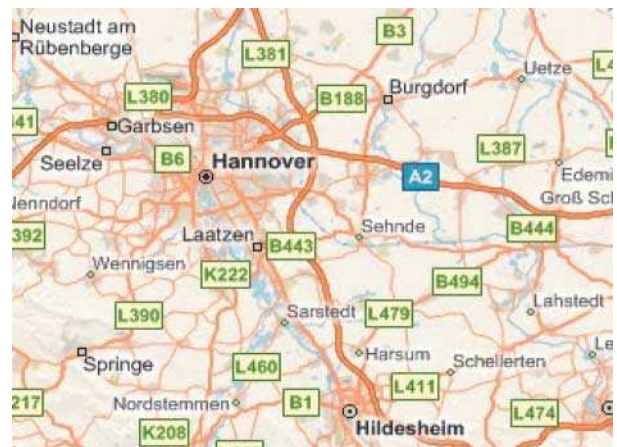 Neustadt am
Rübenberge
L381
B3
Uetze
L380
B188
Burgdorf
Garbsen
L387
Seelze
B6
Hannover
A2
Edemi
Groß Sch
Nenndorf
392
Laatzen
B443
Sehnde
B444
Wennigsen
K222
B494
L390
Sarstedt
L479
Lahstedt
Springe
L460
Harsum
Schellerten
217
Nordstemmen
B1
L411
L474
K208
Hildesheim